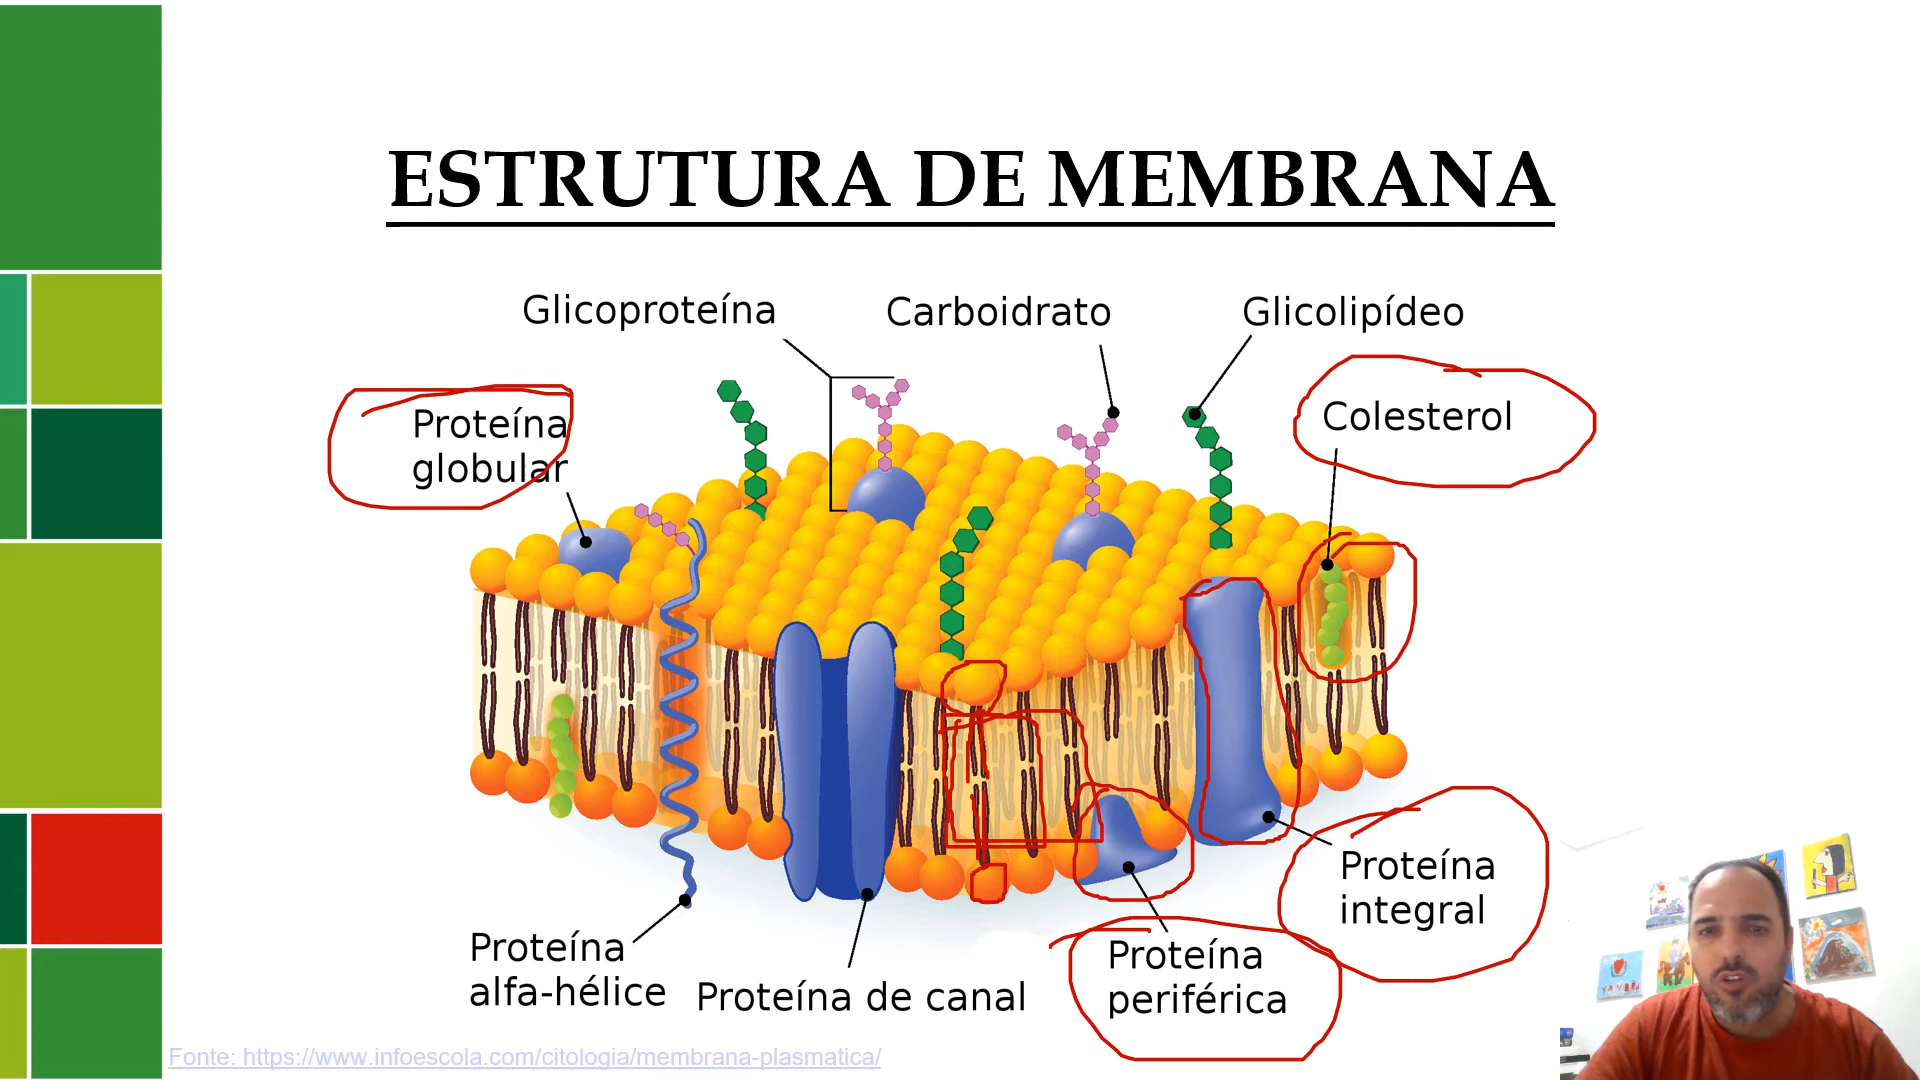 ESTRUTURA DE MEMBRANA
Glicoproteína
Carboidrato
Glicolipídeo
Proteína
globular
Colesterol
Proteína
integral
Proteína
alfa-hélice
Proteína de canal
Proteína
periférica
Fonte: https://www.infoescola.com/citologia/membrana-plasmatica/